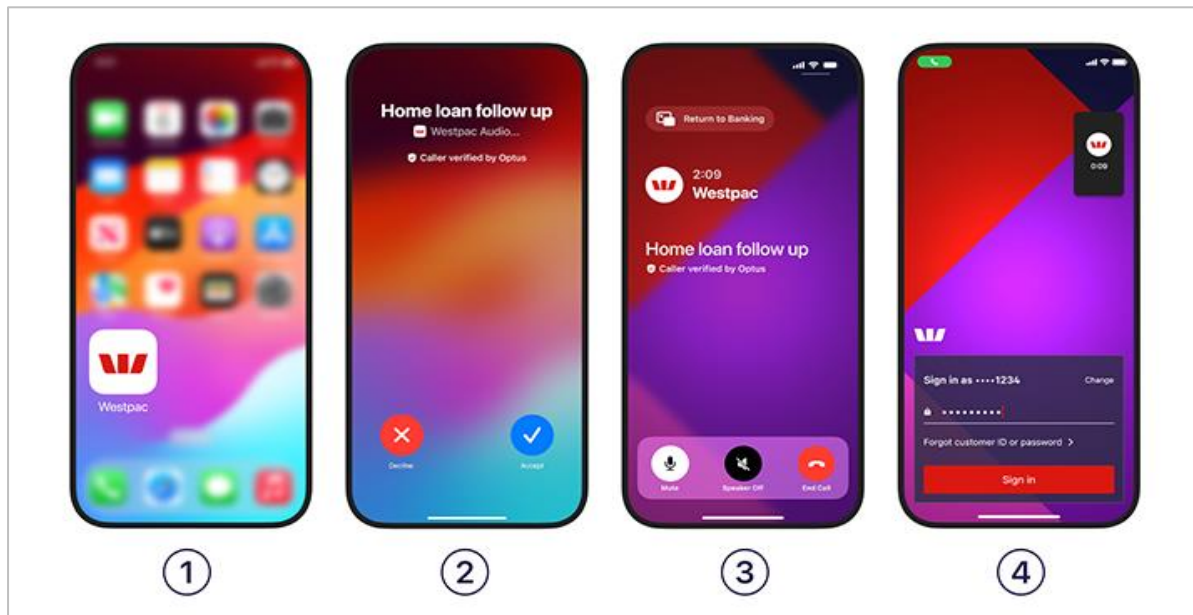 Westpac
1
Home loan follow up
Westpac Audio...
Caller verified by Optus
Decline
Accept
2
Return to Banking
2:09
Westpac
Home loan follow up
Caller verified by Optus
Mute
Speaker Off
End Call
3
0:09
Sign in as ····1234
Change
Forgot customer ID or password >
Sign in
4